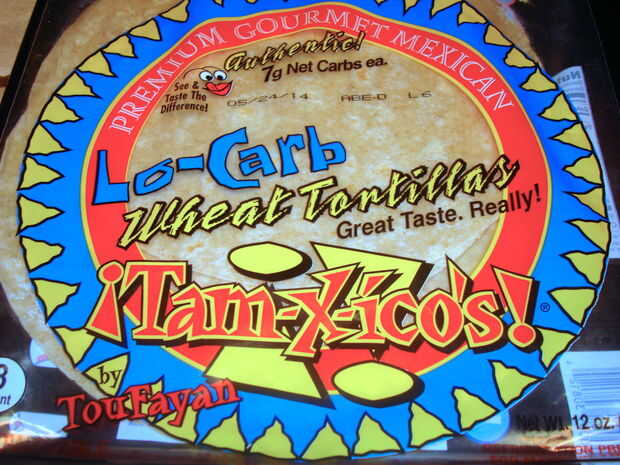 PREMIUM GOURMET MEXICAN
Authentic!
7g Net Carbs ea.
See &
Taste The
Difference!
05/24/14 ABE-D L6
Lo-Carb
Wheat Tortillas
Great Taste. Really!
¡Tam-x-ico's!®
by
TouFayan
Net Wt. 12 oz.